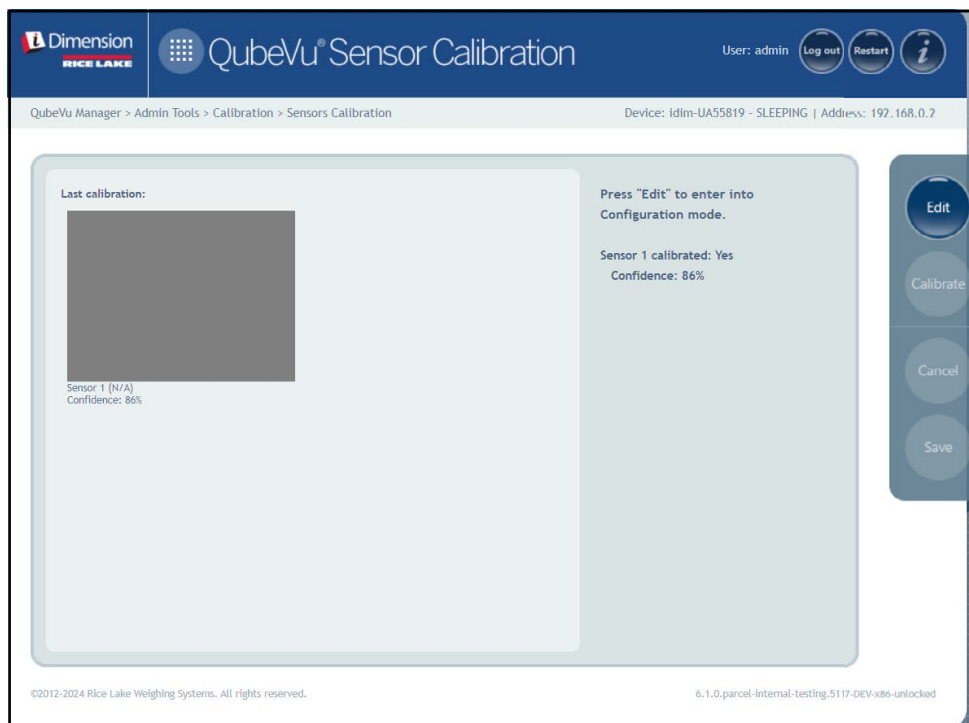 iDimension
RICE LAKE
QubeVu® Sensor Calibration
User: admin
Log out
Restart
i
QubeVu Manager > Admin Tools > Calibration > Sensors Calibration
Device: idim-UA55819 - SLEEPING | Address: 192.168.0.2
Last calibration:
Sensor 1 (N/A)
Confidence: 86%
Press "Edit" to enter into
Configuration mode.
Sensor 1 calibrated: Yes
Confidence: 86%
Edit
Calibrate
Cancel
Save
©2012-2024 Rice Lake Weighing Systems. All rights reserved.
6.1.0.parcel-internal-testing.5117-DEV-x86-unlocked